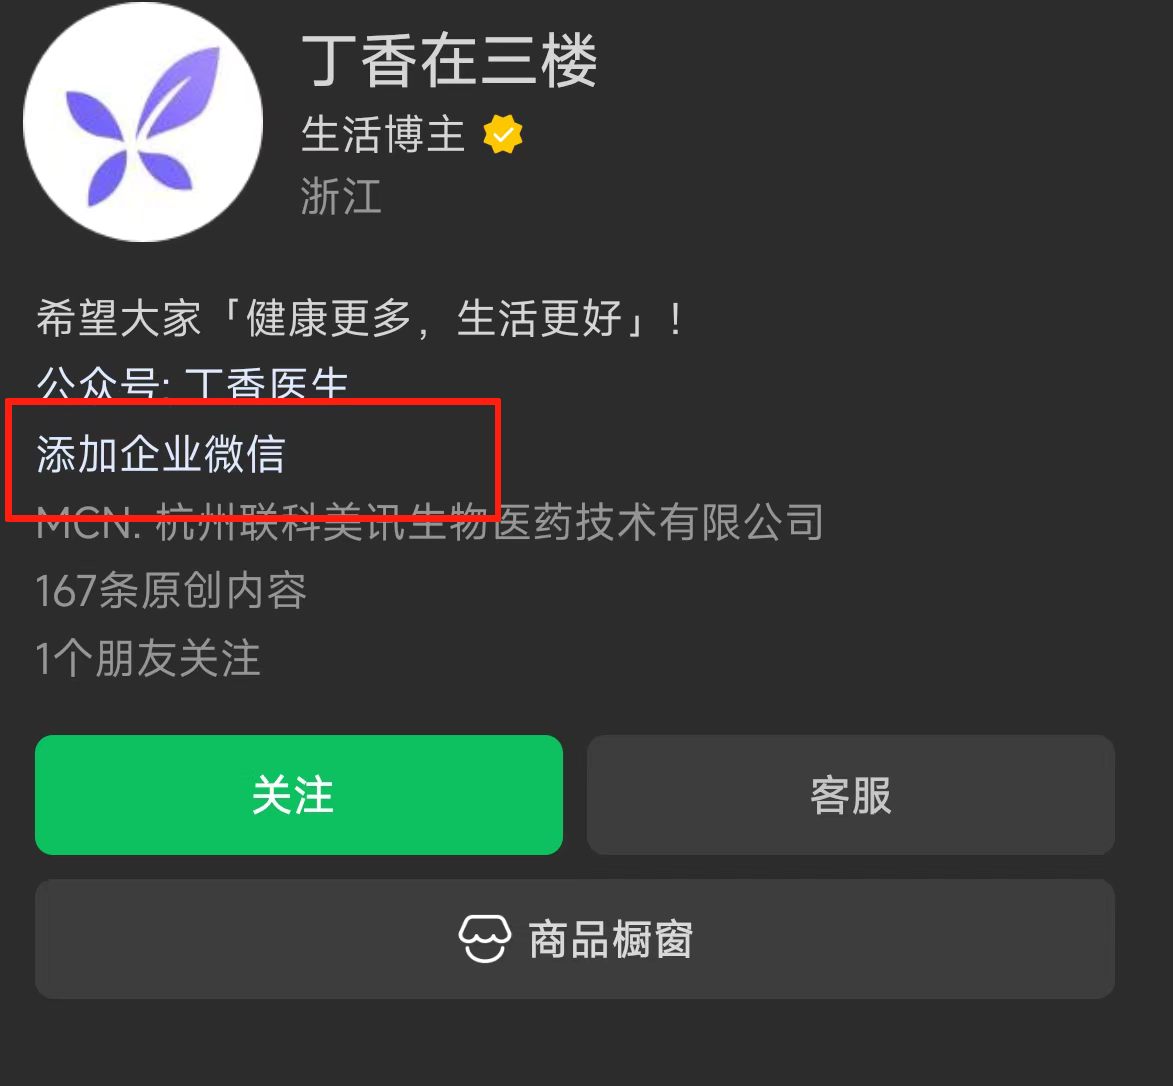 丁香在三楼
生活博主
浙江
希望大家「健康更多，生活更好」！
公众号: 丁香医生
添加企业微信
MCN: 杭州联科美讯生物医药技术有限公司
167条原创内容
1个朋友关注
关注
客服
商品橱窗